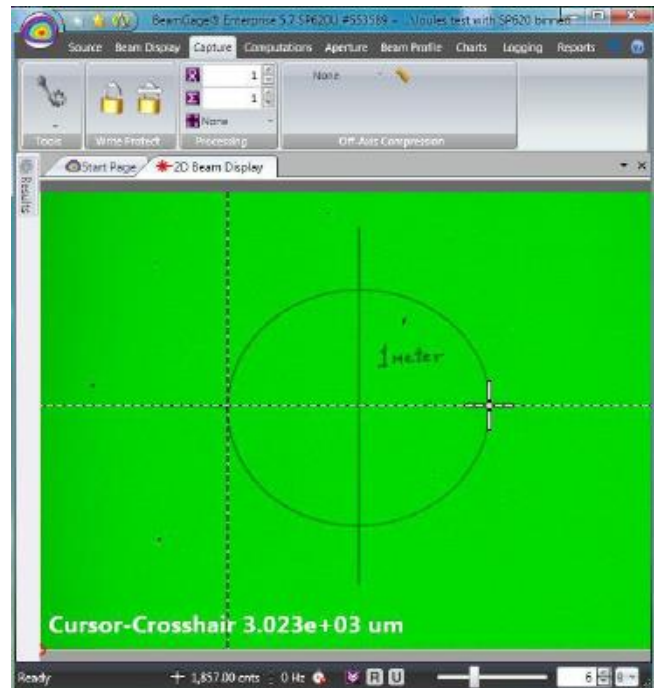 BeamGage® Enterprise 5.7 SP620U #553589 - ...\Joules test with SP620 binned
Source Beam Display Capture Computations Aperture Beam Profile Charts Logging Reports
1
1
None
None
Tools Write Protect Processing Off-Axis Compression
Start Page 2D Beam Display
Results
1 Meter
Cursor-Crosshair 3.023e+03 um
Ready 1,857.00 cnts 0 Hz R U 6 8